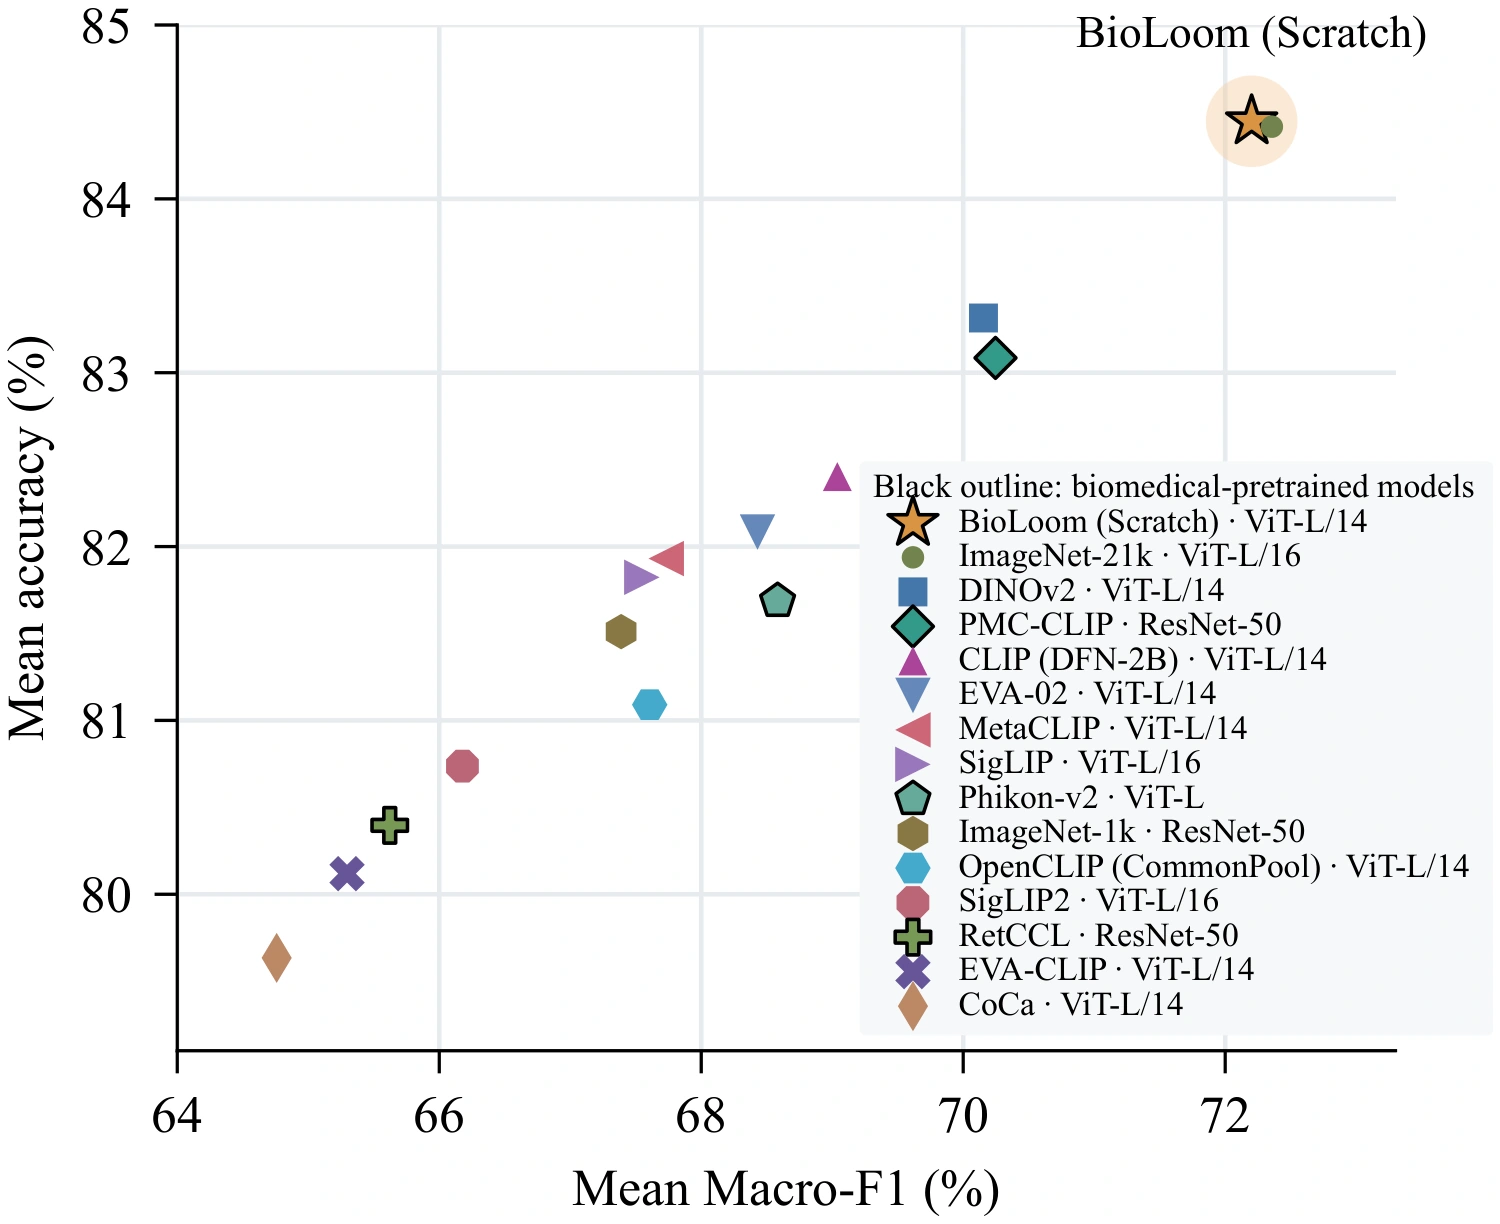 BioLoom (Scratch)
85
84
83
82
81
80
Mean accuracy (%)
Black outline: biomedical-pretrained models
BioLoom (Scratch) · ViT-L/14
ImageNet-21k · ViT-L/16
DINOv2 · ViT-L/14
PMC-CLIP · ResNet-50
CLIP (DFN-2B) · ViT-L/14
EVA-02 · ViT-L/14
MetaCLIP · ViT-L/14
SigLIP · ViT-L/16
Phikon-v2 · ViT-L
ImageNet-1k · ResNet-50
OpenCLIP (CommonPool) · ViT-L/14
SigLIP2 · ViT-L/16
RetCCL · ResNet-50
EVA-CLIP · ViT-L/14
CoCa · ViT-L/14
64 66 68 70 72
Mean Macro-F1 (%)